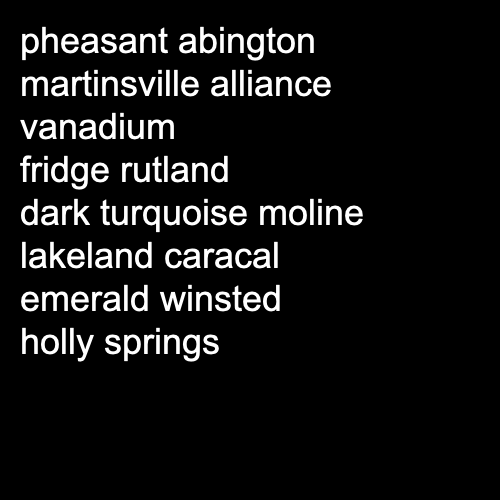 pheasant abington
martinsville alliance
vanadium
fridge rutland
dark turquoise moline
lakeland caracal
emerald winsted
holly springs